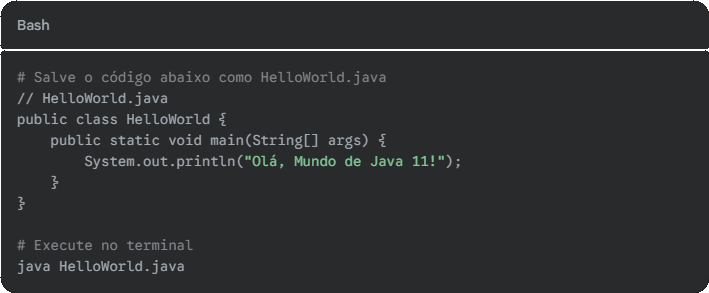 Bash
# Salve o código abaixo como HelloWorld.java
// HelloWorld.java
public class HelloWorld {
    public static void main(String[] args) {
        System.out.println("Olá, Mundo de Java 11!");
    }
}
# Execute no terminal
java HelloWorld.java